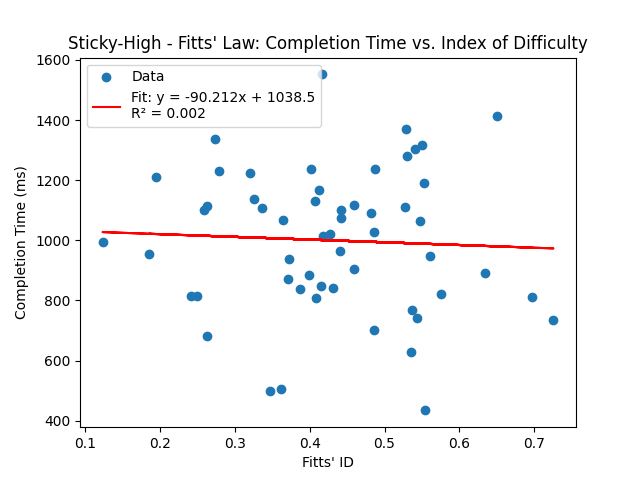 Sticky-High - Fitts' Law: Completion Time vs. Index of Difficulty
Data
Fit: y = -90.212x + 1038.5
R² = 0.002
Completion Time (ms)
1600
1400
1200
1000
800
600
400
0.1 0.2 0.3 0.4 0.5 0.6 0.7
Fitts' ID